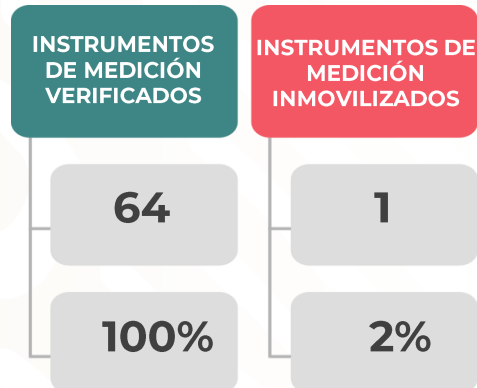 INSTRUMENTOS
DE MEDICIÓN
VERIFICADOS
64
100%
INSTRUMENTOS DE
MEDICIÓN
INMOVILIZADOS
1
2%